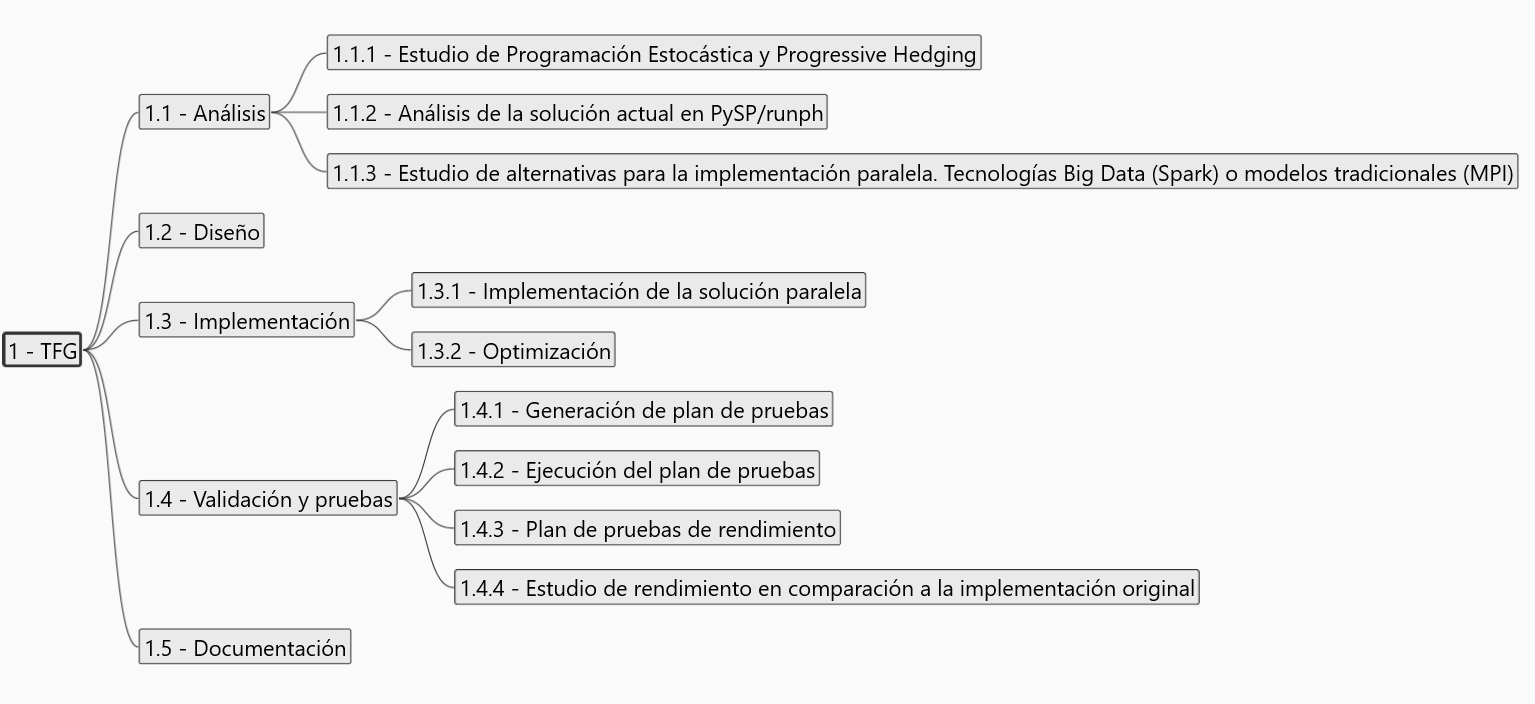 1 - TFG
1.1 - Análisis
1.1.1 - Estudio de Programación Estocástica y Progressive Hedging
1.1.2 - Análisis de la solución actual en PySP/runph
1.1.3 - Estudio de alternativas para la implementación paralela. Tecnologías Big Data (Spark) o modelos tradicionales (MPI)
1.2 - Diseño
1.3 - Implementación
1.3.1 - Implementación de la solución paralela
1.3.2 - Optimización
1.4 - Validación y pruebas
1.4.1 - Generación de plan de pruebas
1.4.2 - Ejecución del plan de pruebas
1.4.3 - Plan de pruebas de rendimiento
1.4.4 - Estudio de rendimiento en comparación a la implementación original
1.5 - Documentación